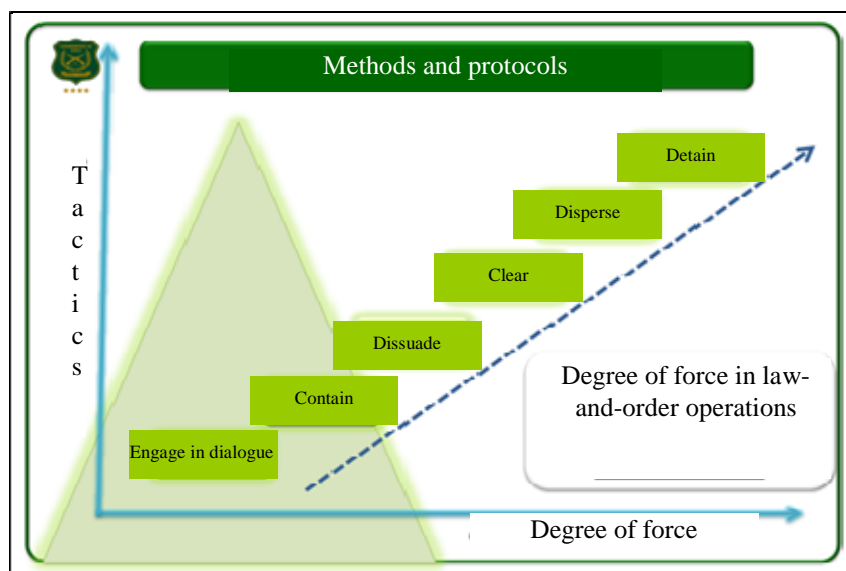 Methods and protocols
Tactics
Detain
Disperse
Clear
Dissuade
Contain
Engage in dialogue
Degree of force in law-
and-order operations
Degree of force